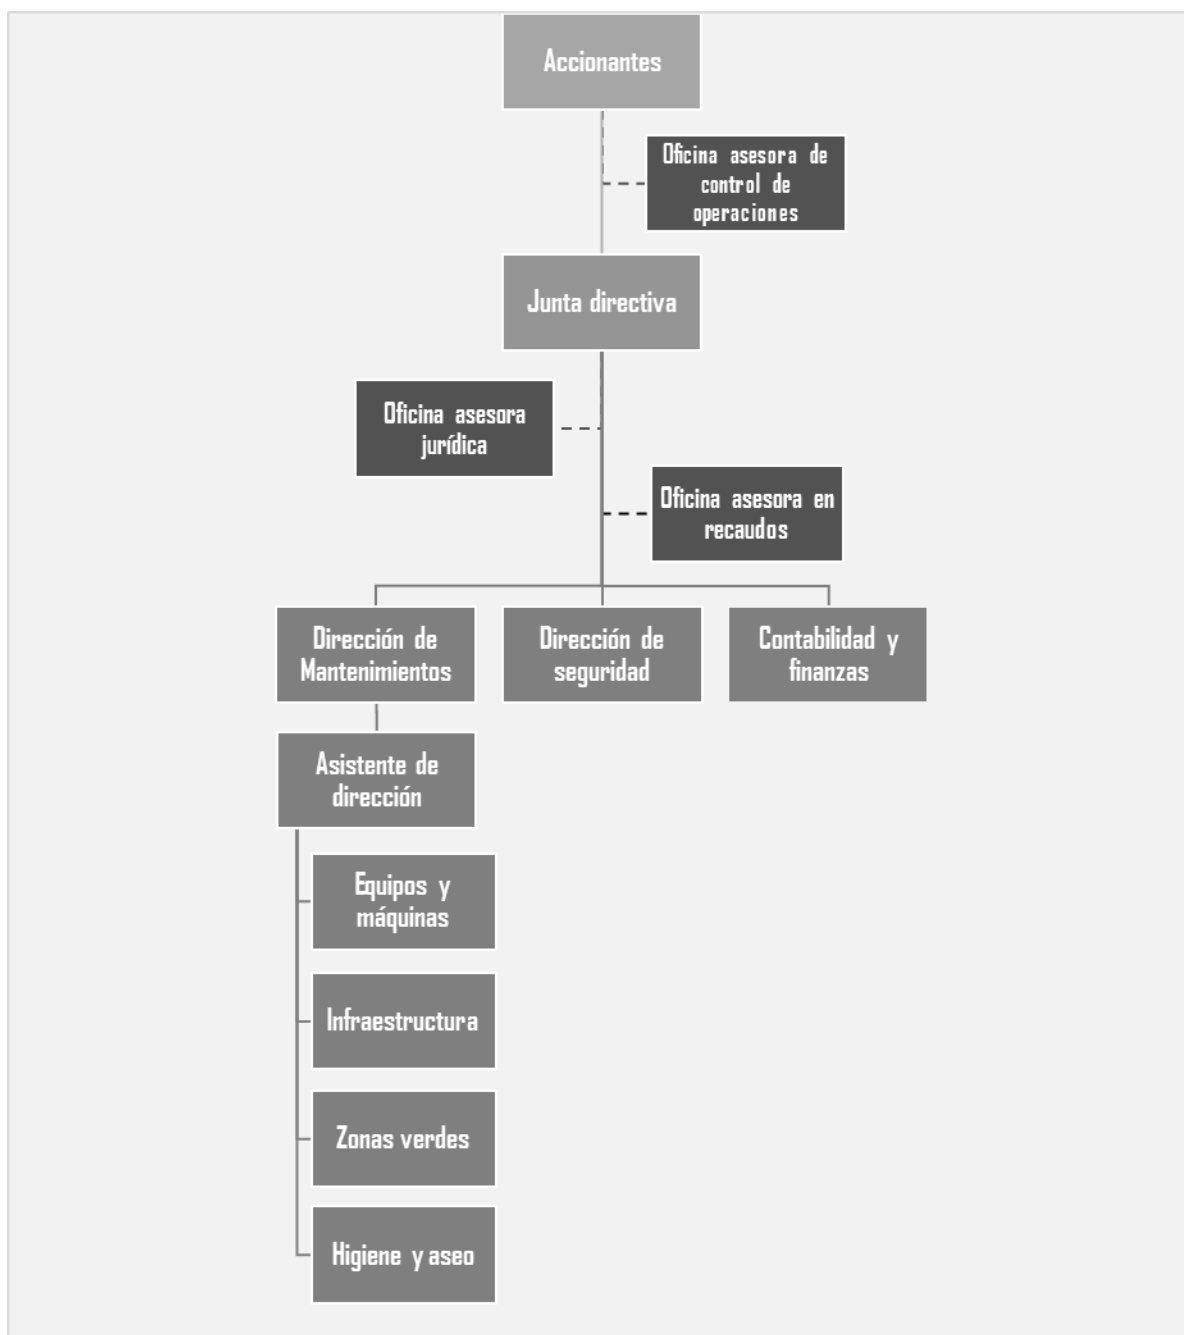 Accionantes
Oficina asesora de
control de
operaciones
Junta directiva
Oficina asesora
jurídica
Oficina asesora en
recaudos
Dirección de
Mantenimientos
Dirección de
seguridad
Contabilidad y
finanzas
Asistente de
dirección
Equipos y
máquinas
Infraestructura
Zonas verdes
Higiene y aseo